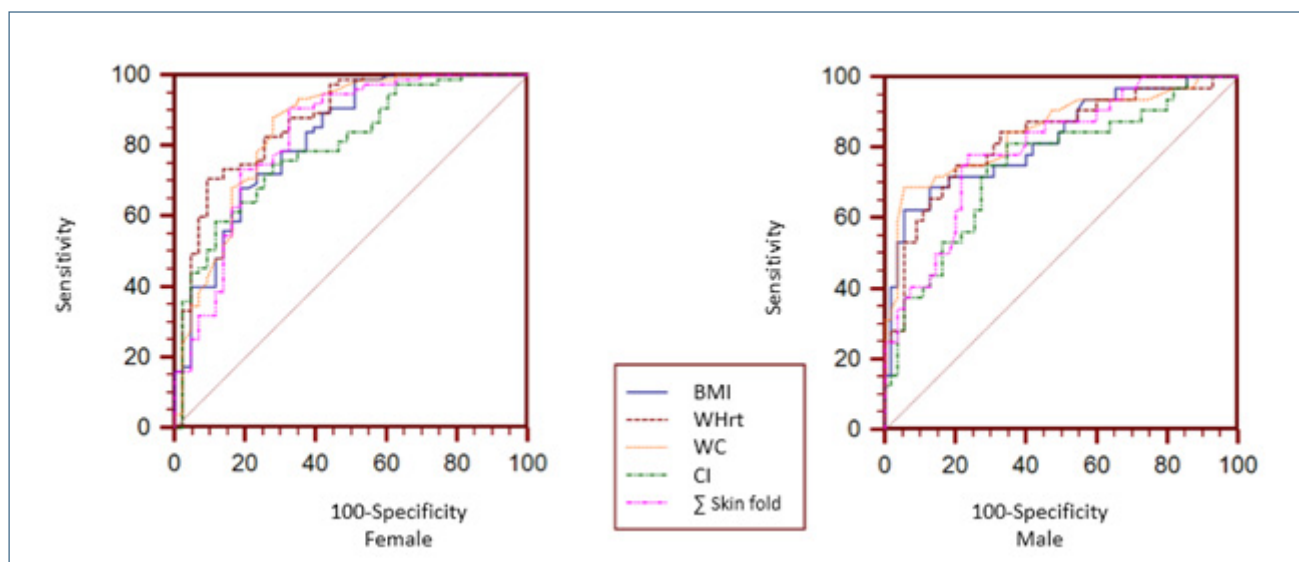 100
80
60
40
20
0
Sensitivity
0 20 40 60 80 100
100-Specificity
Female
BMI
WHrt
WC
CI
∑ Skin fold
100
80
60
40
20
0
Sensitivity
0 20 40 60 80 100
100-Specificity
Male